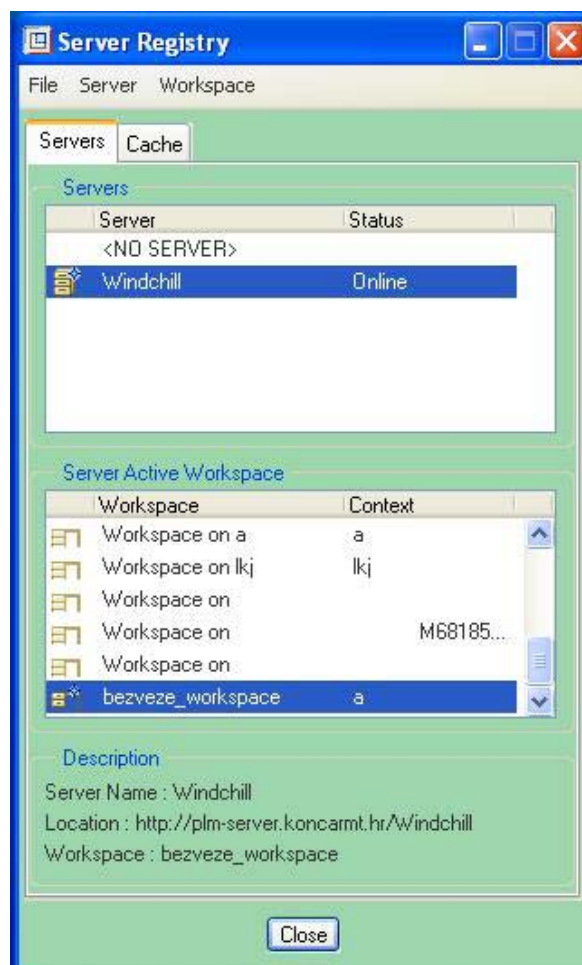 Server Registry
File Server Workspace
Servers Cache
Servers
Server Status
<NO SERVER>
Windchill Online
Server Active Workspace
Workspace Context
Workspace on a a
Workspace on lkj lkj
Workspace on
Workspace on M68185...
Workspace on
bezveze_workspace a
Description
Server Name : Windchill
Location : http://plm-server.koncarmt.hr/Windchill
Workspace : bezveze_workspace
Close